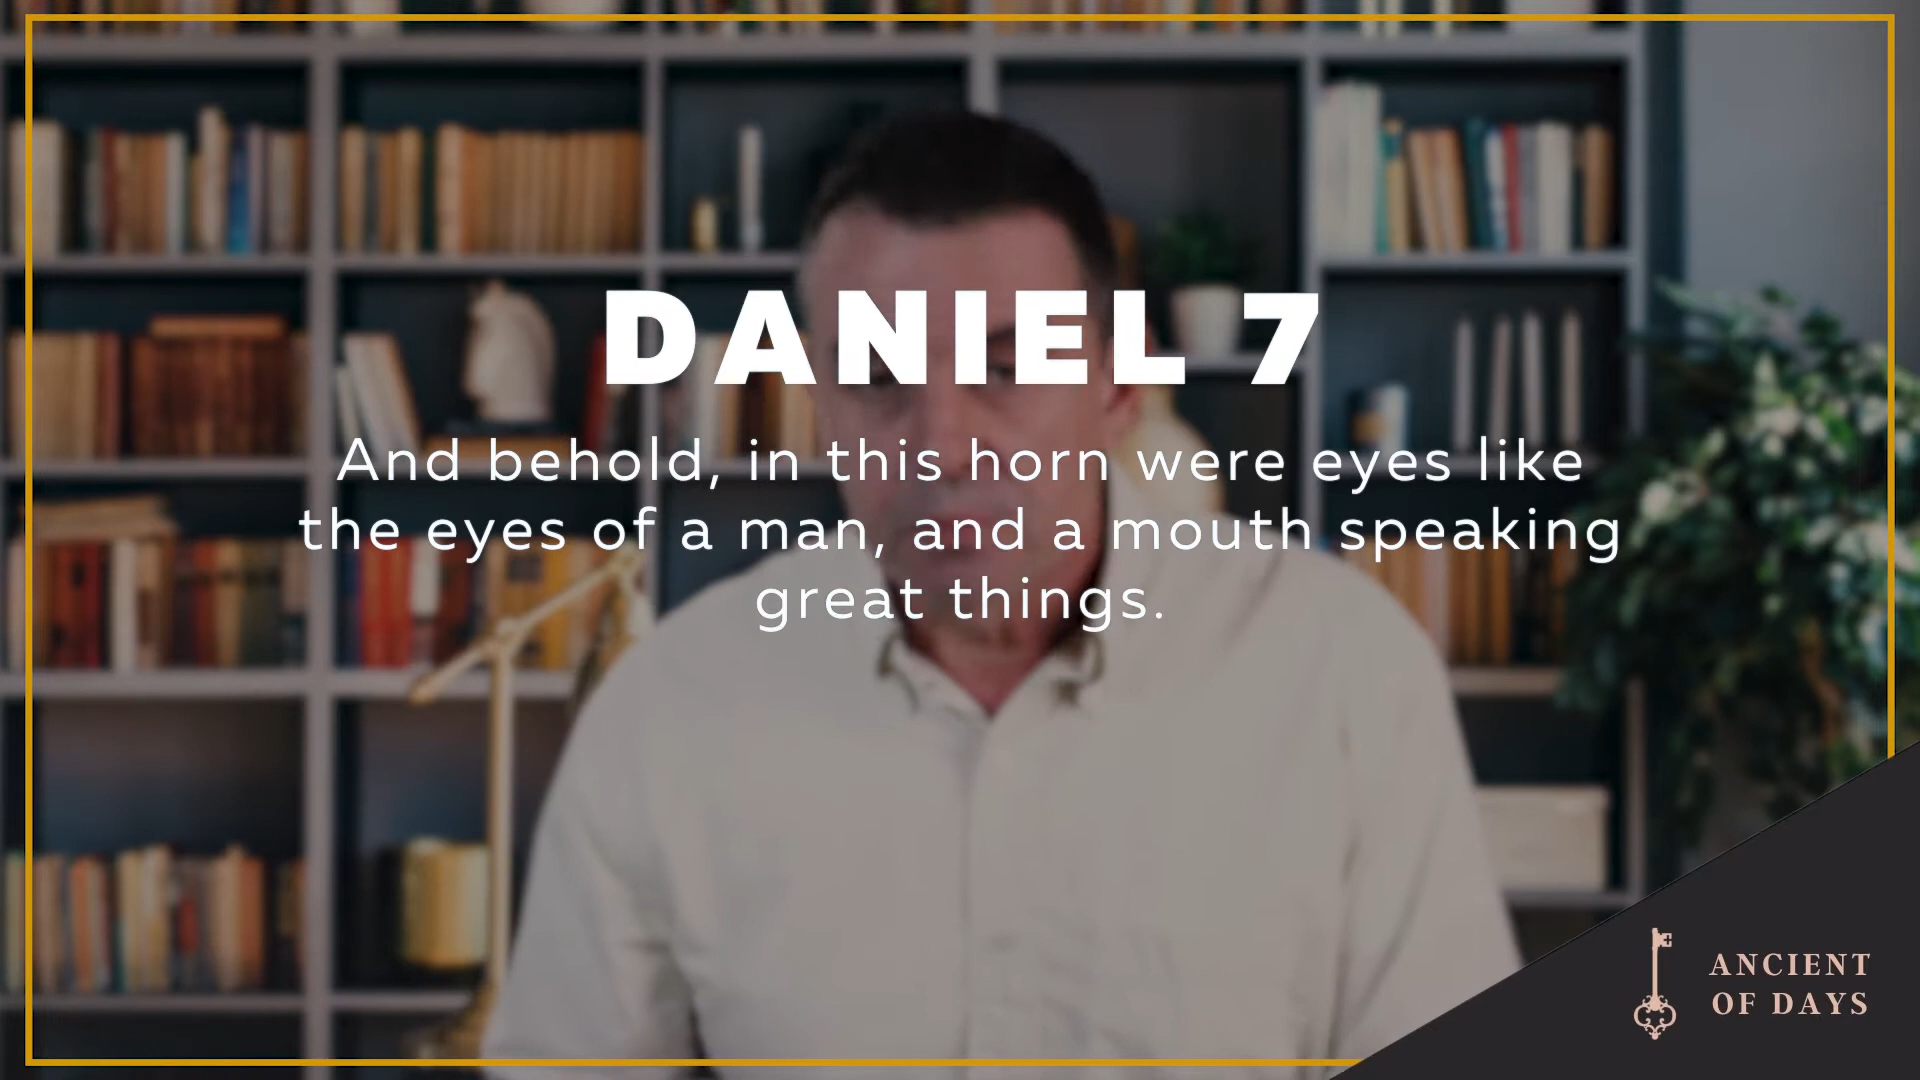 DANIEL 7
And behold, in this horn were eyes like
the eyes of a man, and a mouth speaking
great things.
ANCIENT
OF DAYS